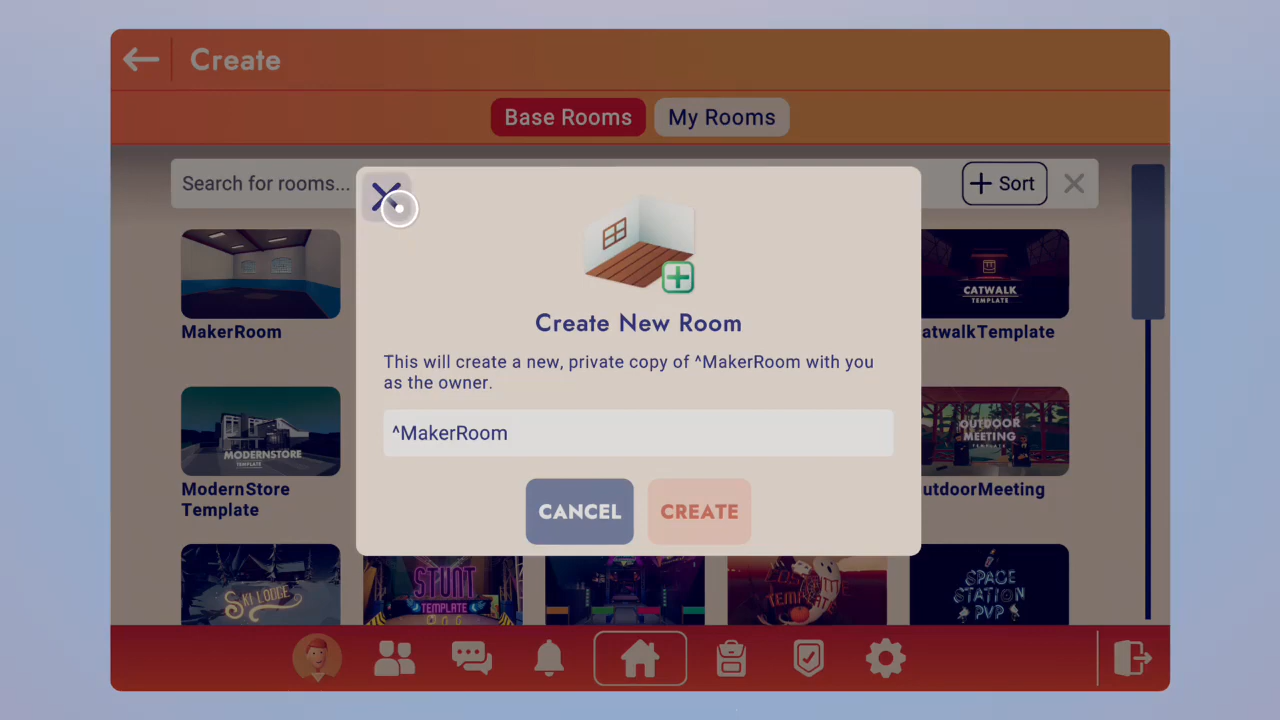 Create
Base Rooms
My Rooms
Search for rooms...
+ Sort
Create New Room
This will create a new, private copy of ^MakerRoom with you
as the owner.
^MakerRoom
CANCEL
CREATE
MakerRoom
CATWALK
TEMPLATE
atwalkTemplate
MODERNSTORE
TEMPLATE
ModernStore
Template
OUTDOOR
MEETING
TEMPLATE
utdoorMeeting
SKI LODGE
STUNT
TEMPLATE
COSTUME
TEMPLATE
SPACE
STATION
PVP